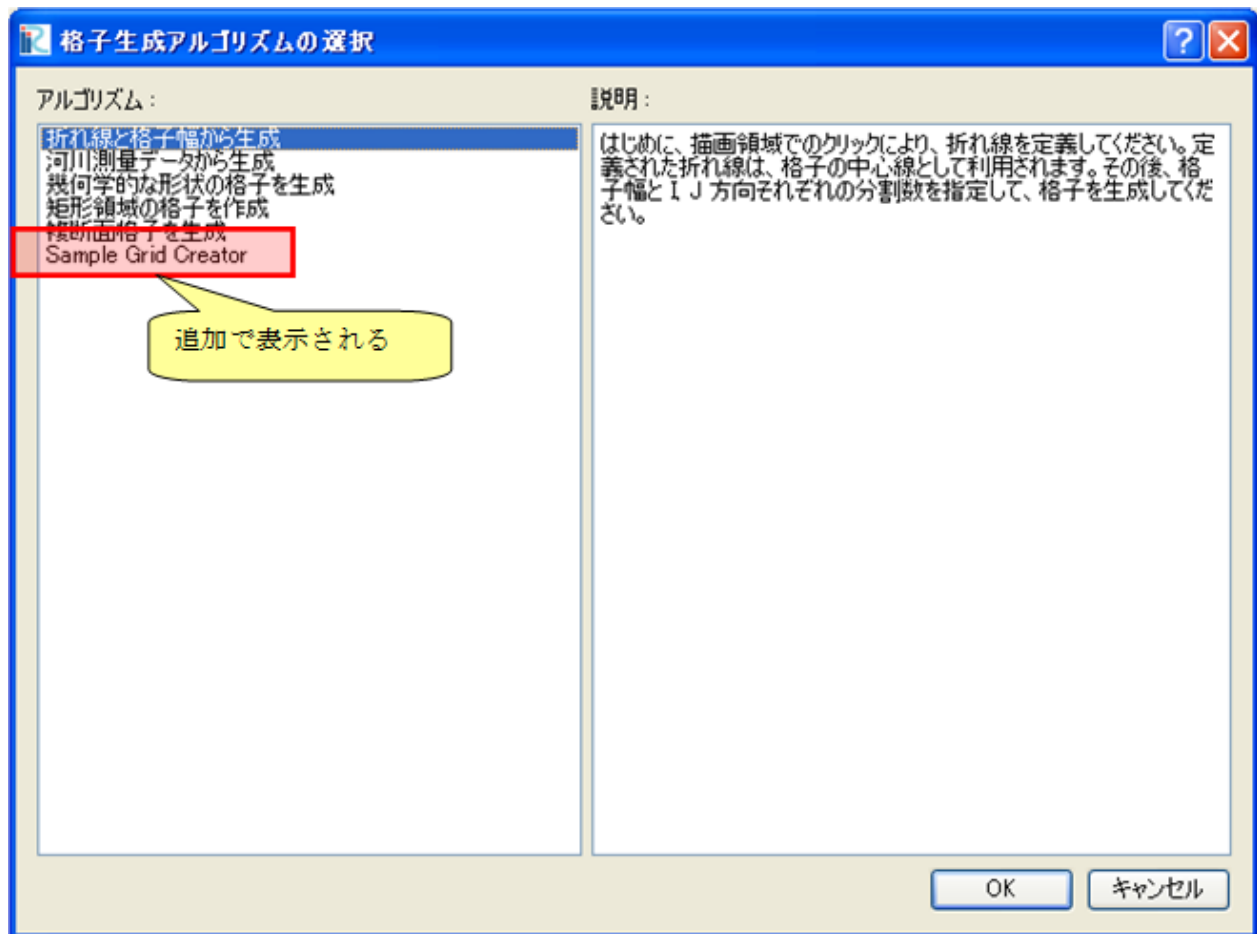 格子生成アルゴリズムの選択
アルゴリズム:
説明:
折れ線と格子幅から生成
河川測量データから生成
幾何学的な形状の格子を生成
矩形領域の格子を作成
複断面格子を生成
Sample Grid Creator
追加で表示される
はじめに、描画領域でのクリックにより、折れ線を定義してください。定
義された折れ線は、格子の中心線として利用されます。その後、格
子幅とI J 方向それぞれの分割数を指定して、格子を生成してくだ
さい。
OK
キャンセル